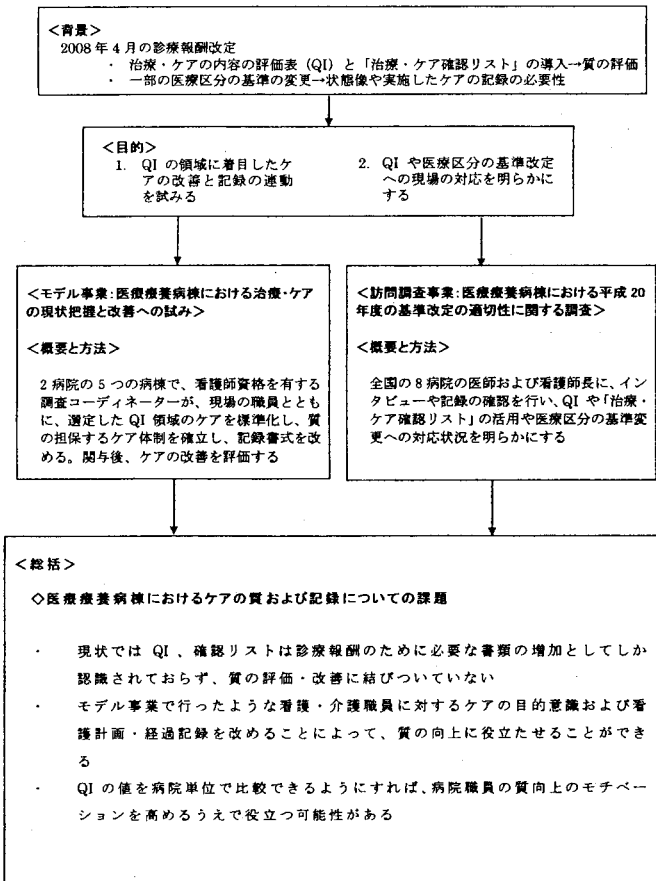 ＜背景＞
2008年4月の診療報酬改定
・ 治療・ケアの内容の評価表（QI）と「治療・ケア確認リスト」の導入→質の評価
・ 一部の医療区分の基準の変更→状態像や実施したケアの記録の必要性
＜目的＞
1. QIの領域に着目したケ
アの改善と記録の連動
を試みる
2. QIや医療区分の基準改定
への現場の対応を明らかに
する
＜モデル事業：医療療養病棟における治療・ケア
の現状把握と改善への試み＞
＜概要と方法＞
2病院の5つの病棟で、看護師資格を有する
調査コーディネーターが、現場の職員ととも
に、選定したQI領域のケアを標準化し、質
の担保するケア体制を確立し、記録書式を改
める。関与後、ケアの改善を評価する
＜訪問調査事業：医療療養病棟における平成20
年度の基準改定の適切性に関する調査＞
＜概要と方法＞
全国の8病院の医師および看護師長に、イン
タビューや記録の確認を行い、QIや「治療・
ケア確認リスト」の活用や医療区分の基準変
更への対応状況を明らかにする
＜総括＞
◇医療療養病棟におけるケアの質および記録についての課題
・ 現状では QI 、確認リストは診療報酬のために必要な書類の増加としてしか
認識されておらず、質の評価・改善に結びついていない
・ モデル事業で行ったような看護・介護職員に対するケアの目的意識および看
護計画・経過記録を改めることによって、質の向上に役立たせることができ
る
・ QI の値を病院単位で比較できるようにすれば、病院職員の質向上のモチベー
ションを高めるうえで役立つ可能性がある